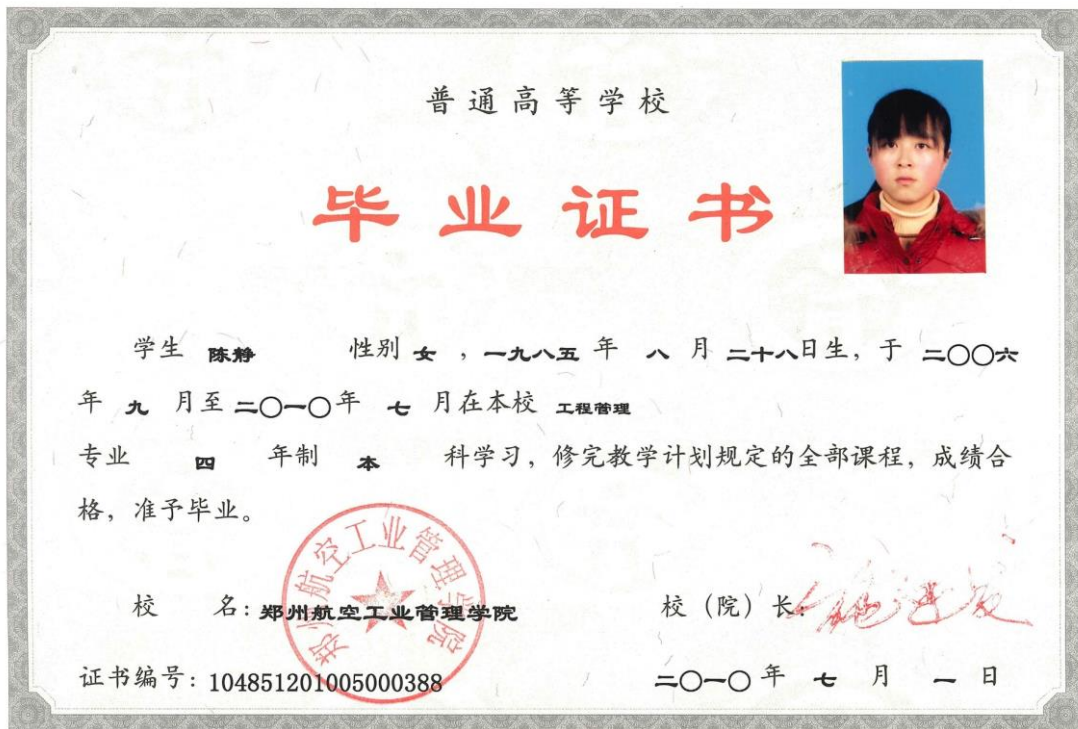 普通高等学校
毕业证书
学生 陈静 性别 女 ，一九八五 年 八 月 二十八日生，于 二〇〇六
年 九 月至 二〇一〇年 七 月在本校 工程管理
专业 四 年制 本 科学习，修完教学计划规定的全部课程，成绩合
格，准予毕业。
郑州航空工业管理学院
校 名：郑州航空工业管理学院 校（院）长：
证书编号：104851201005000388 二〇一〇 年 七 月 一 日